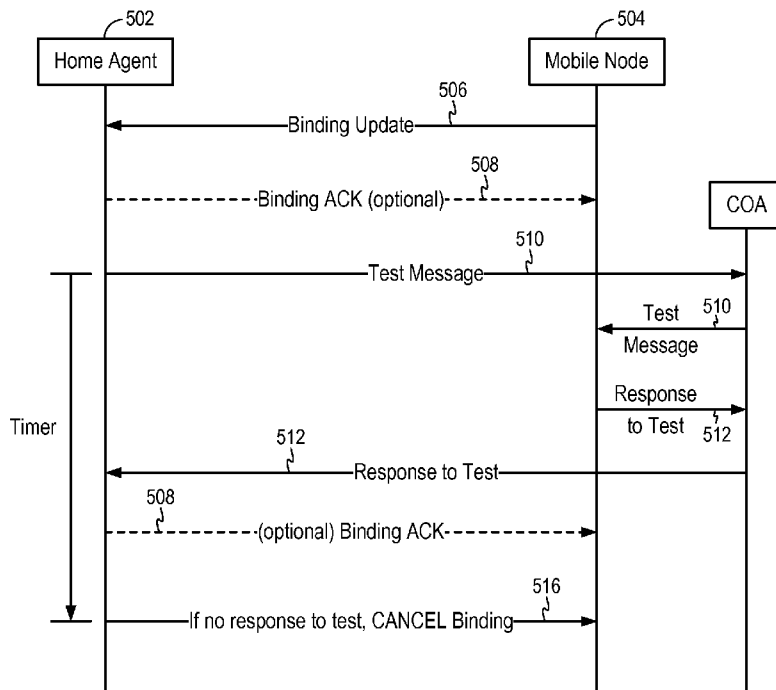 502
504
Home Agent
Mobile Node
506
Binding Update
508
Binding ACK (optional)
COA
510
Test Message
Test
510
Message
Response
to Test
512
Timer
512
Response to Test
508
(optional) Binding ACK
516
If no response to test, CANCEL Binding